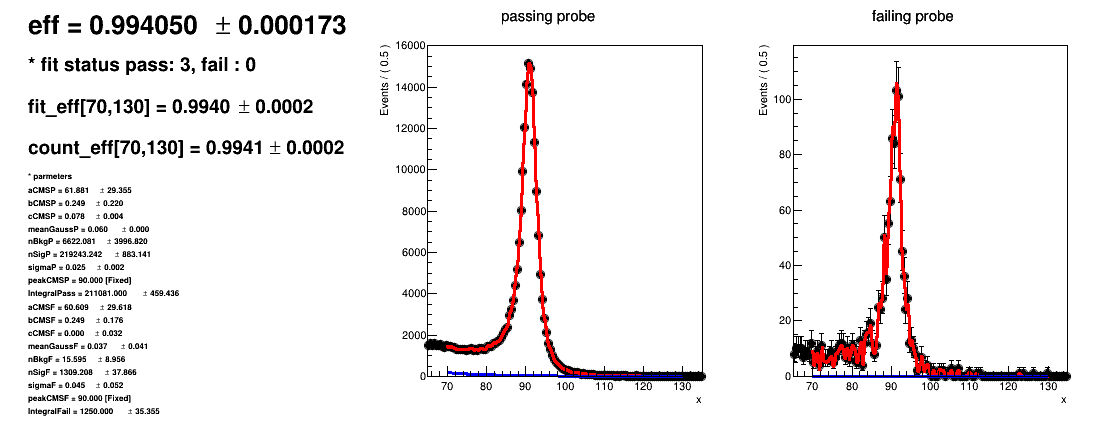 eff = 0.994050 ± 0.000173
* fit status pass: 3, fail : 0
fit_eff[70,130] = 0.9940 ± 0.0002
count_eff[70,130] = 0.9941 ± 0.0002
* parmeters
aCMSP = 61.881 ± 29.355
bCMSP = 0.249 ± 0.220
cCMSP = 0.078 ± 0.004
meanGaussP = 0.060 ± 0.000
nBkgP = 6622.081 ± 3996.820
nSigP = 219243.242 ± 883.141
sigmaP = 0.025 ± 0.002
peakCMSP = 90.000 [Fixed]
IntegralPass = 211081.000 ± 459.436
aCMSF = 60.609 ± 29.618
bCMSF = 0.249 ± 0.176
cCMSF = 0.000 ± 0.032
meanGaussF = 0.037 ± 0.041
nBkgF = 15.595 ± 8.956
nSigF = 1309.208 ± 37.866
sigmaF = 0.045 ± 0.052
peakCMSF = 90.000 [Fixed]
IntegralFail = 1250.000 ± 35.355
passing probe
Events / ( 0.5 )
16000
14000
12000
10000
8000
6000
4000
2000
0
70 80 90 100 110 120 130
x
failing probe
Events / ( 0.5 )
100
80
60
40
20
0
70 80 90 100 110 120 130
x